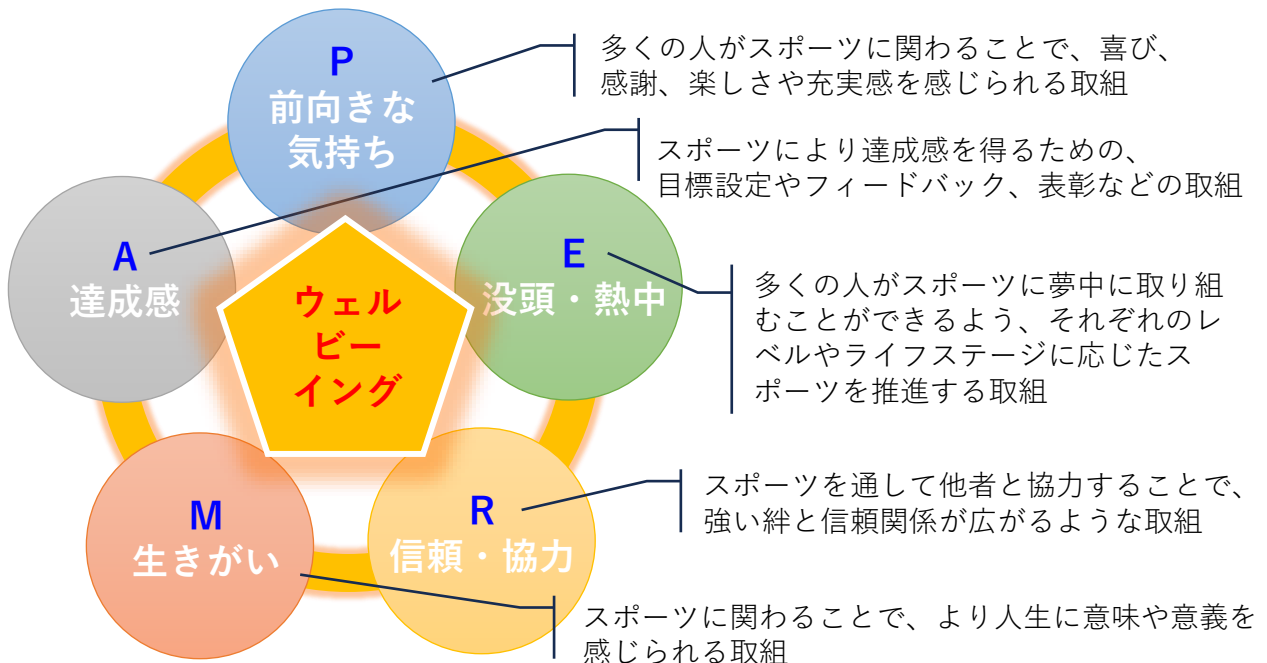 P
前向きな
気持ち
多くの人がスポーツに関わることで、喜び、
感謝、楽しさや充実感を感じられる取組
スポーツにより達成感を得るための、
目標設定やフィードバック、表彰などの取組
A
達成感
E
没頭・熱中
ウェル
ビー
イング
多くの人がスポーツに夢中に取り組
むことができるよう、それぞれのレ
ベルやライフステージに応じたス
ポーツを推進する取組
R
信頼・協力
スポーツを通して他者と協力することで、
強い絆と信頼関係が広がるような取組
M
生きがい
スポーツに関わることで、より人生に意味や意義を
感じられる取組